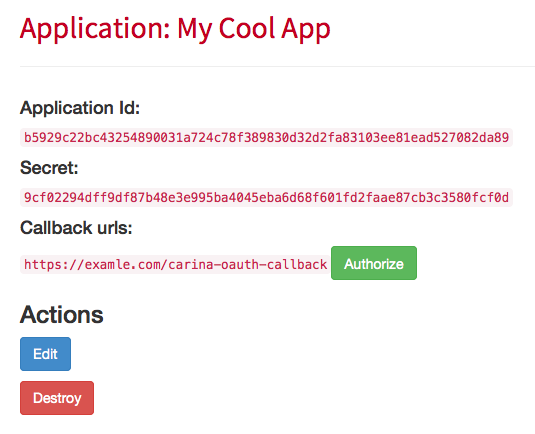 Application: My Cool App
Application Id:
b5929c22bc43254890031a724c78f389830d32d2fa83103ee81ead527082da89
Secret:
9cf02294dff9df87b48e3e995ba4045eba6d68f601fd2faae87cb3c3580fcf0d
Callback urls:
https://examle.com/carina-oauth-callback Authorize
Actions
Edit
Destroy